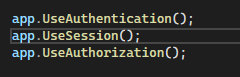 app.UseAuthentication();
app.UseSession();
app.UseAuthorization();